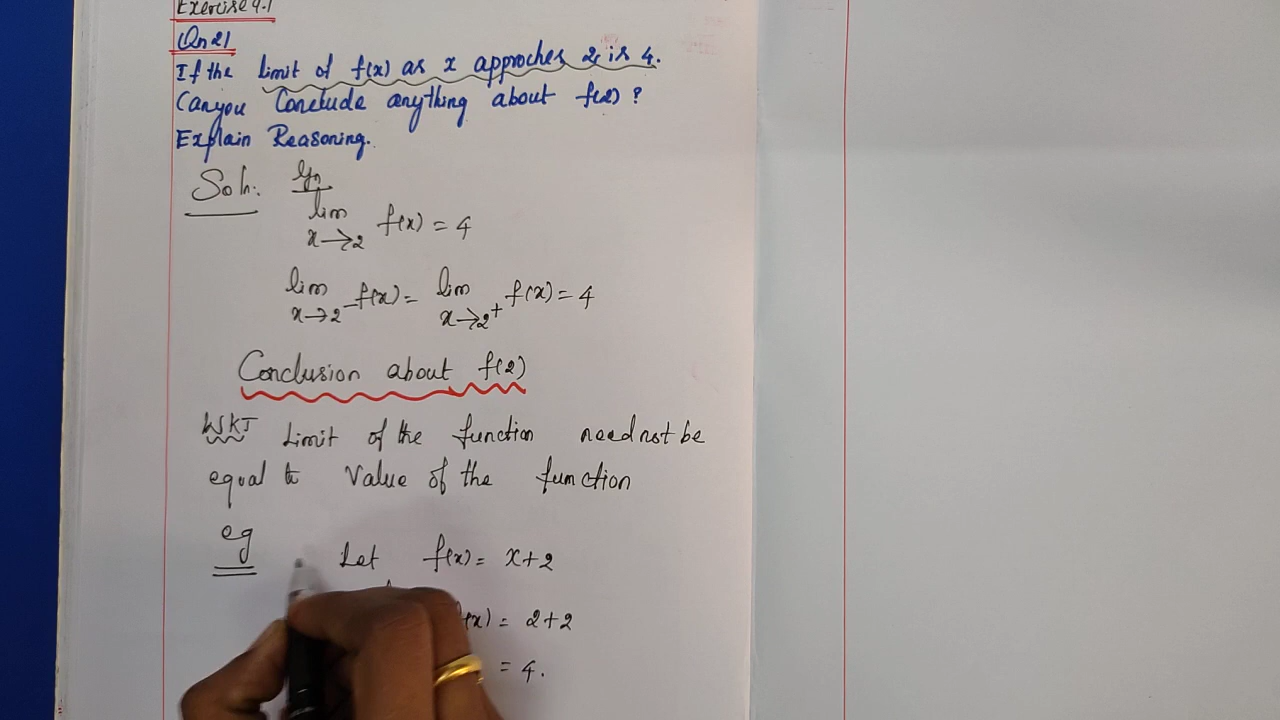 Exercise 9.1
Qn 21
If the limit of f(x) as x approches 2, is 4.
Can you Conclude anything about f(2) ?
Explain Reasoning.
Soln. Gn
lim x→2 f(x) = 4
lim x→2⁻ f(x) = lim x→2⁺ f(x) = 4
Conclusion about f(2)
WKT Limit of the function need not be
equal to Value of the function
eg Let f(x) = x+2
f(x) = 2+2
= 4.